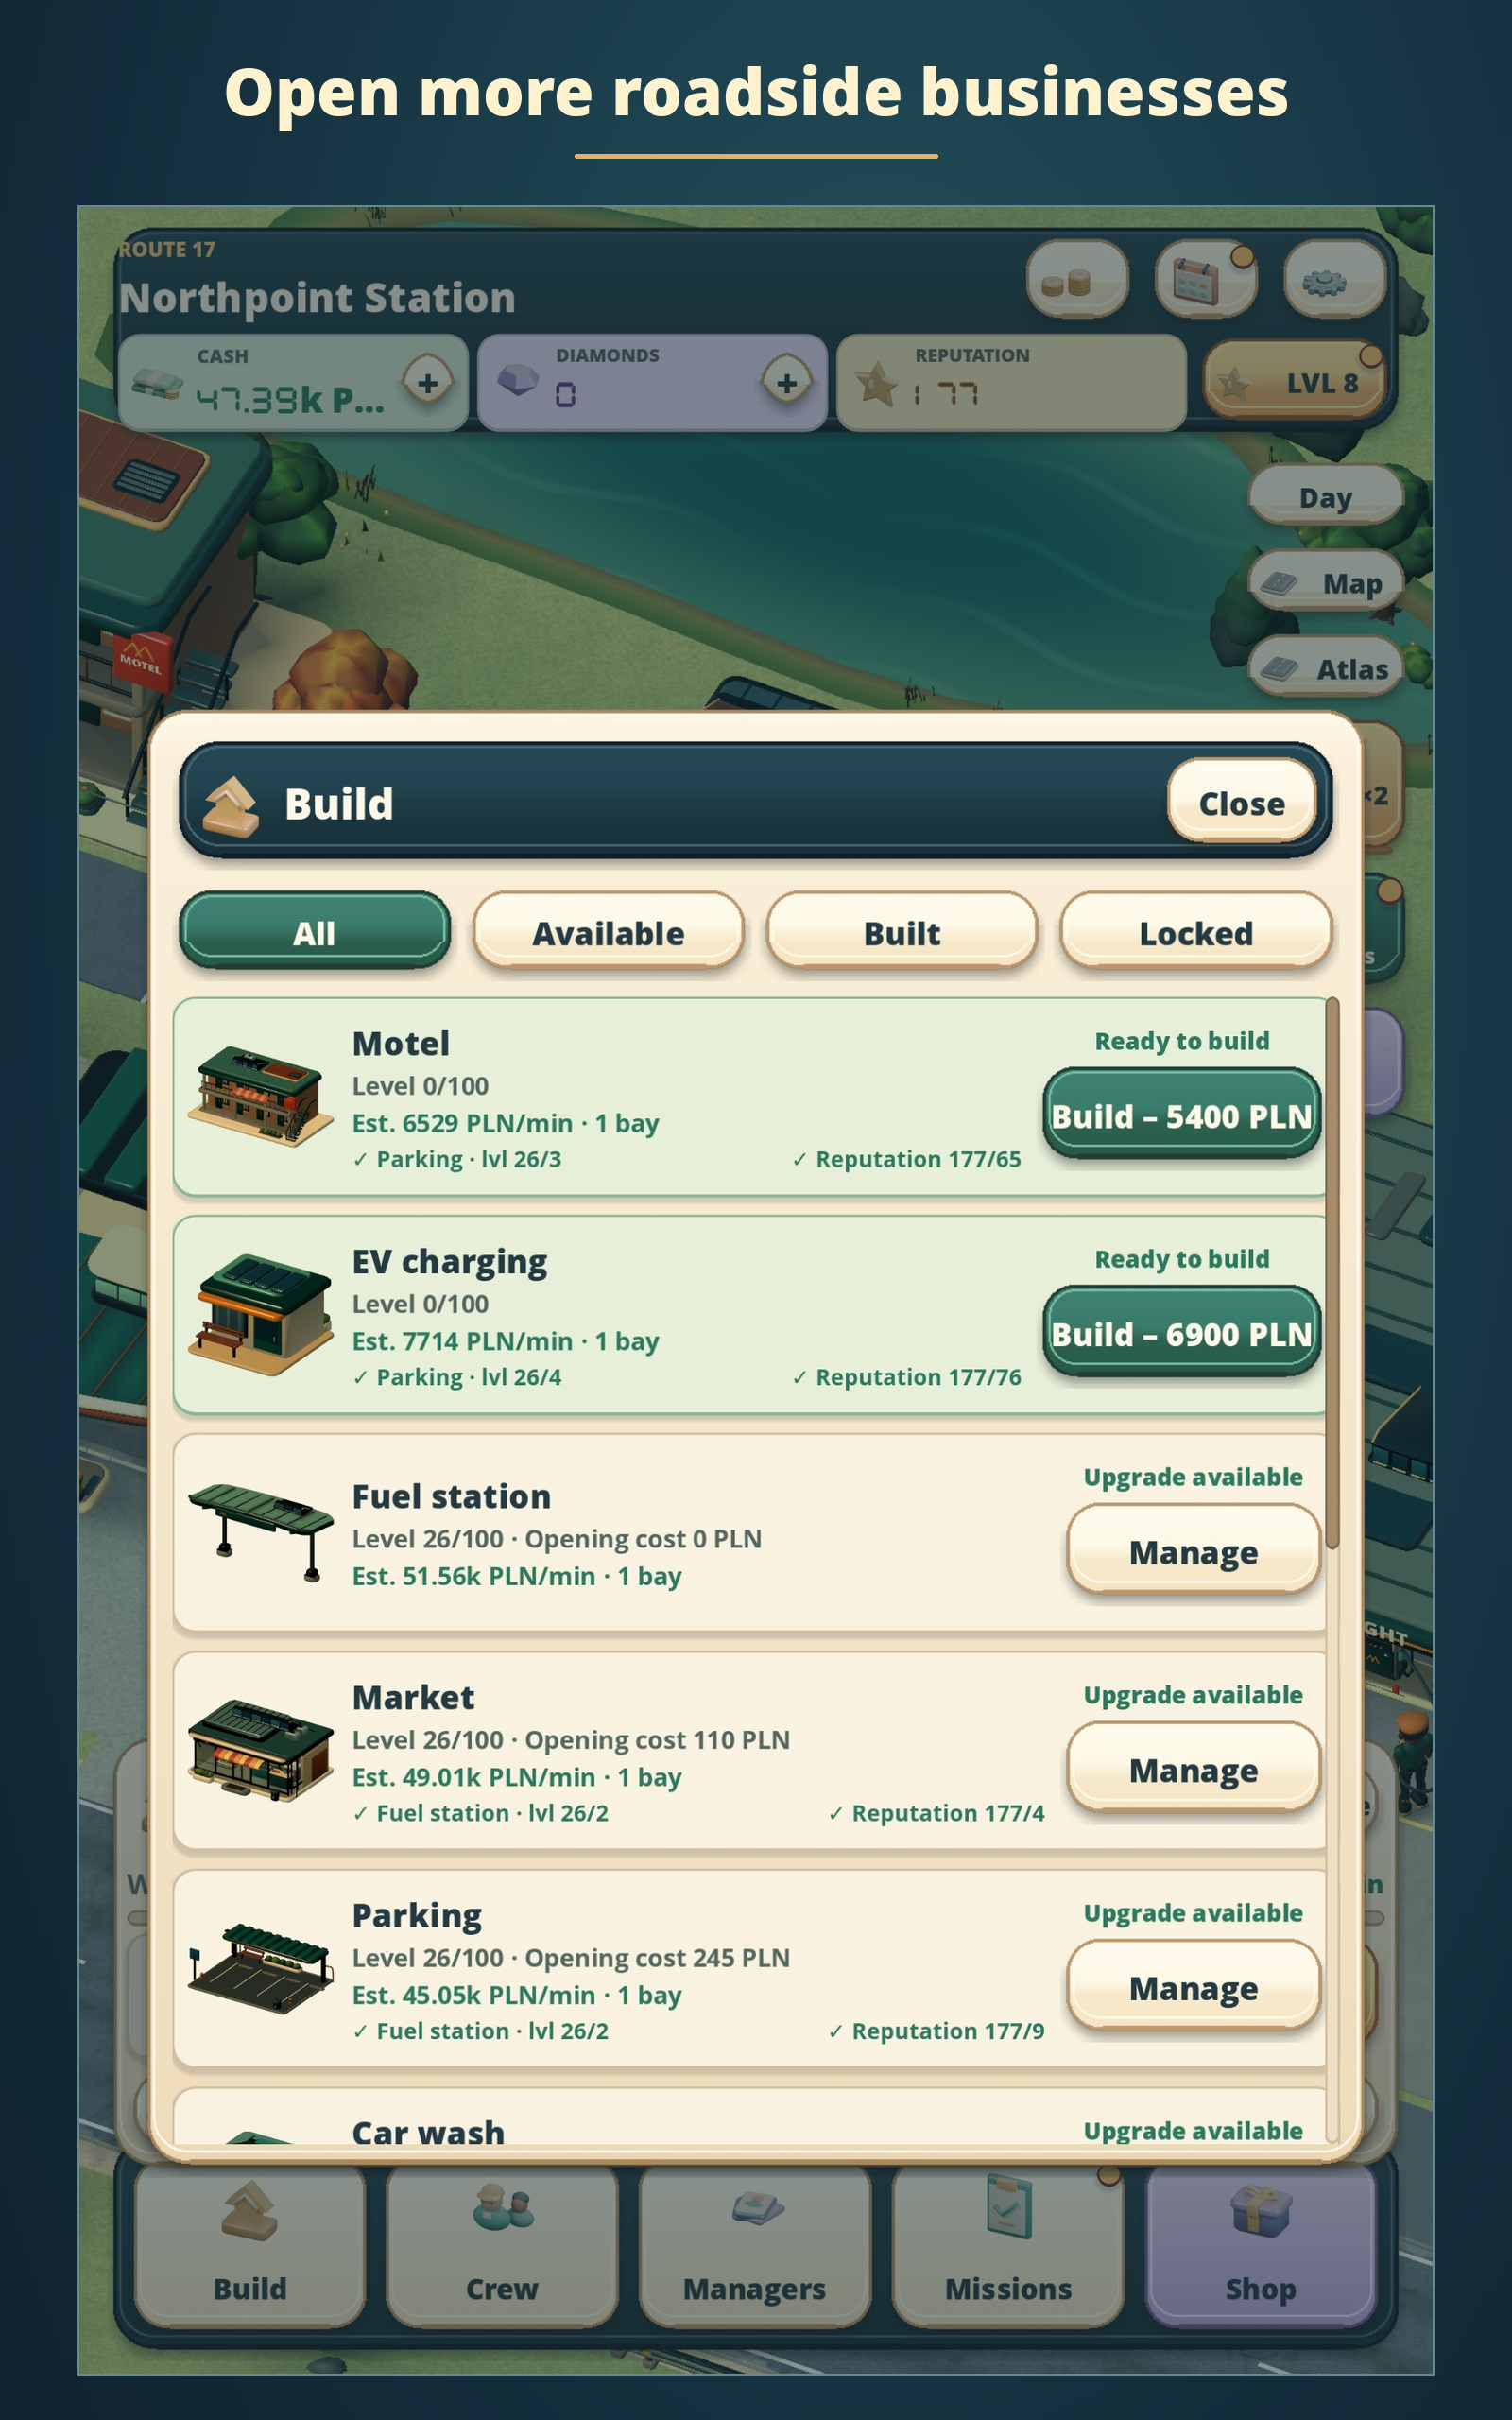 Open more roadside businesses
ROUTE 17
Northpoint Station
CASH
47.39k P...
DIAMONDS
0
REPUTATION
177
LVL 8
Day
Map
Atlas
MOTEL
×2
Build
Close
All
Available
Built
Locked
Motel
Level 0/100
Est. 6529 PLN/min · 1 bay
✓ Parking · lvl 26/3
✓ Reputation 177/65
Ready to build
Build – 5400 PLN
EV charging
Level 0/100
Est. 7714 PLN/min · 1 bay
✓ Parking · lvl 26/4
✓ Reputation 177/76
Ready to build
Build – 6900 PLN
Fuel station
Level 26/100 · Opening cost 0 PLN
Est. 51.56k PLN/min · 1 bay
Upgrade available
Manage
Market
Level 26/100 · Opening cost 110 PLN
Est. 49.01k PLN/min · 1 bay
✓ Fuel station · lvl 26/2
✓ Reputation 177/4
Upgrade available
Manage
Parking
Level 26/100 · Opening cost 245 PLN
Est. 45.05k PLN/min · 1 bay
✓ Fuel station · lvl 26/2
✓ Reputation 177/9
Upgrade available
Manage
Car wash
Upgrade available
Build
Crew
Managers
Missions
Shop